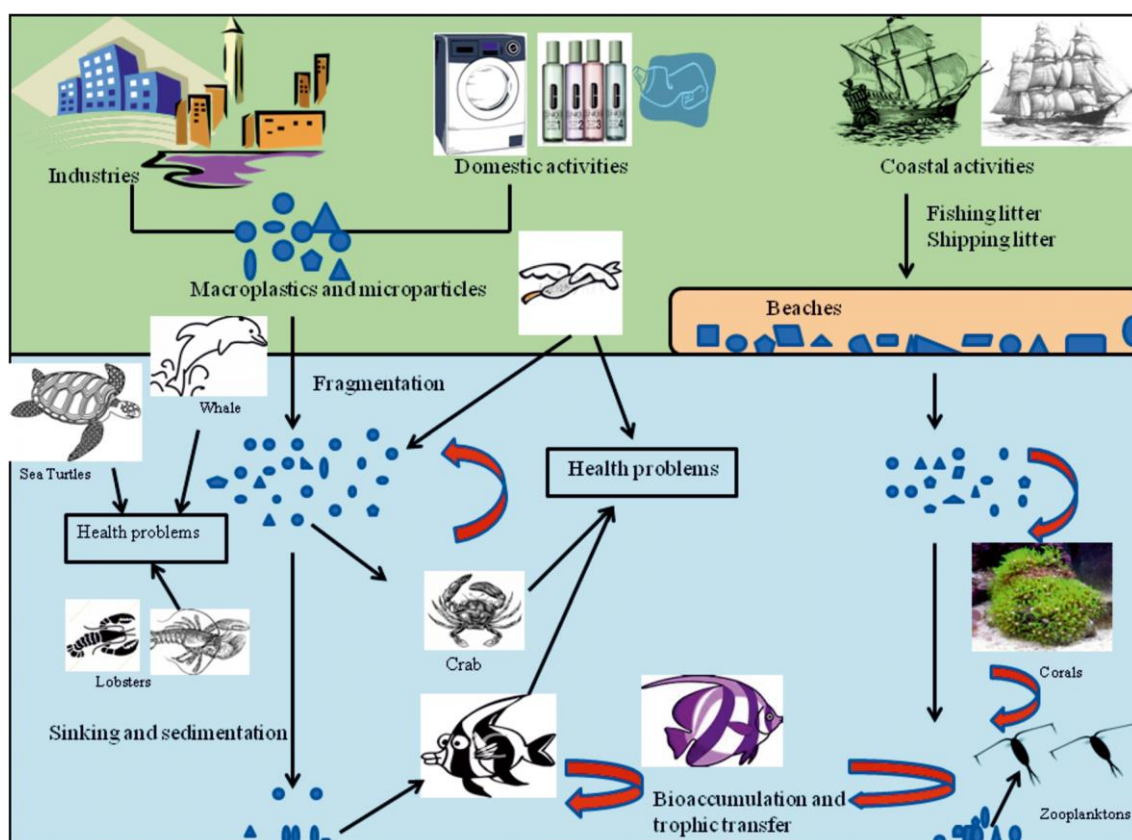 Industries
Domestic activities
Coastal activities
Fishing litter
Shipping litter
Macroplastics and microparticles
Beaches
Fragmentation
Whale
Sea Turtles
Health problems
Health problems
Lobsters
Crab
Corals
Sinking and sedimentation
Bioaccumulation and
trophic transfer
Zooplanktons